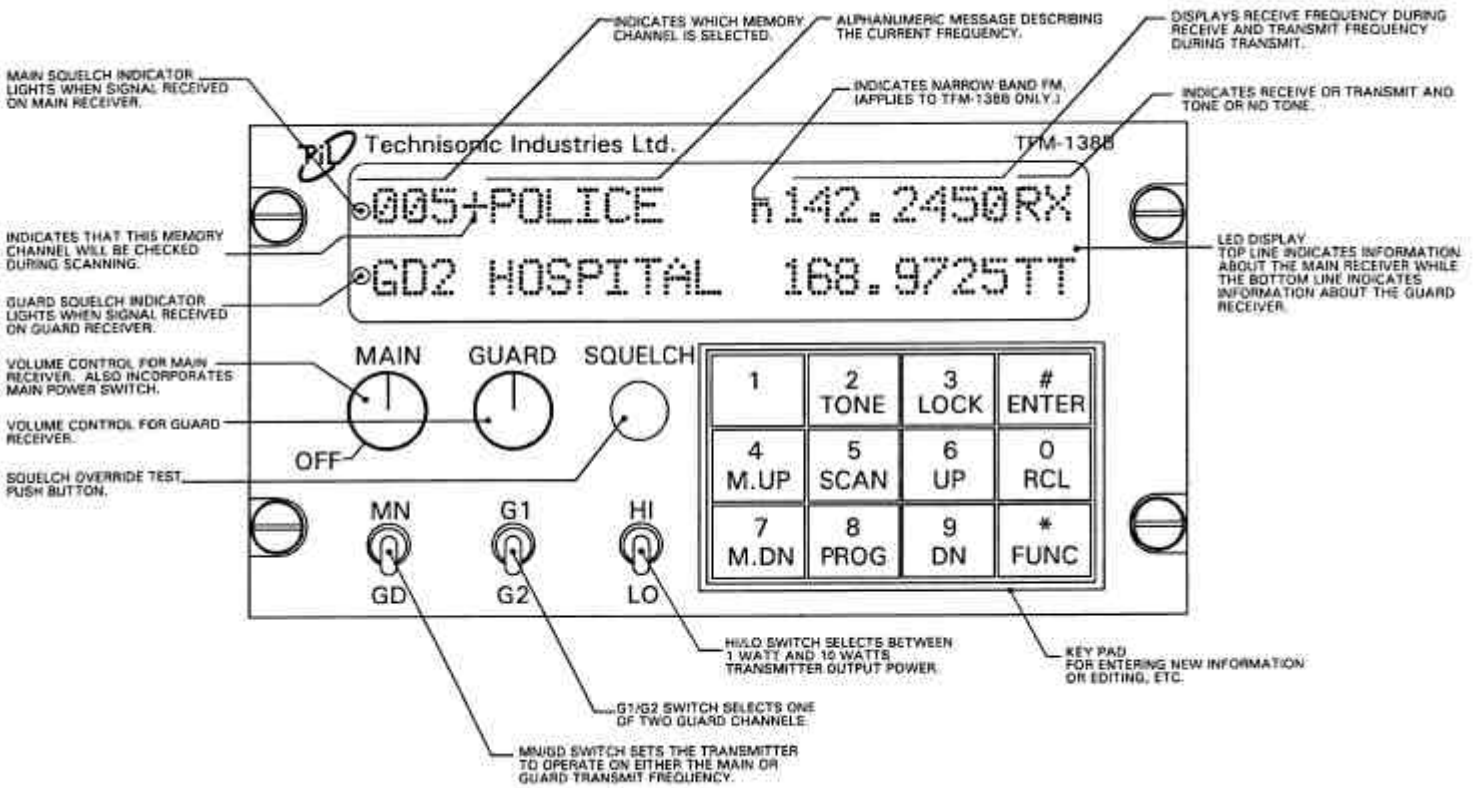 INDICATES WHICH MEMORY
CHANNEL IS SELECTED.
ALPHANUMERIC MESSAGE DESCRIBING
THE CURRENT FREQUENCY.
DISPLAYS RECEIVE FREQUENCY DURING
RECEIVE AND TRANSMIT FREQUENCY
DURING TRANSMIT.
MAIN SQUELCH INDICATOR
LIGHTS WHEN SIGNAL RECEIVED
ON MAIN RECEIVER.
INDICATES NARROW BAND FM.
(APPLIES TO TFM-138B ONLY.)
INDICATES RECEIVE OR TRANSMIT AND
TONE OR NO TONE.
TiL
Technisonic Industries Ltd.
TFM-138B
005+POLICE n142.2450RX
GD2 HOSPITAL 168.9725TT
INDICATES THAT THIS MEMORY
CHANNEL WILL BE CHECKED
DURING SCANNING.
GUARD SQUELCH INDICATOR
LIGHTS WHEN SIGNAL RECEIVED
ON GUARD RECEIVER.
LED DISPLAY
TOP LINE INDICATES INFORMATION
ABOUT THE MAIN RECEIVER WHILE
THE BOTTOM LINE INDICATES
INFORMATION ABOUT THE GUARD
RECEIVER.
VOLUME CONTROL FOR MAIN
RECEIVER. ALSO INCORPORATES
MAIN POWER SWITCH.
VOLUME CONTROL FOR GUARD
RECEIVER.
SQUELCH OVERRIDE TEST
PUSH BUTTON.
MAIN GUARD SQUELCH
OFF
MN G1 HI
GD G2 LO
1 2 3 #
TONE LOCK ENTER
4 5 6 0
M.UP SCAN UP RCL
7 8 9 *
M.DN PROG DN FUNC
HI/LO SWITCH SELECTS BETWEEN
1 WATT AND 10 WATTS
TRANSMITTER OUTPUT POWER.
KEY PAD
FOR ENTERING NEW INFORMATION
OR EDITING, ETC.
G1/G2 SWITCH SELECTS ONE
OF TWO GUARD CHANNELS.
MN/GD SWITCH SETS THE TRANSMITTER
TO OPERATE ON EITHER THE MAIN OR
GUARD TRANSMIT FREQUENCY.